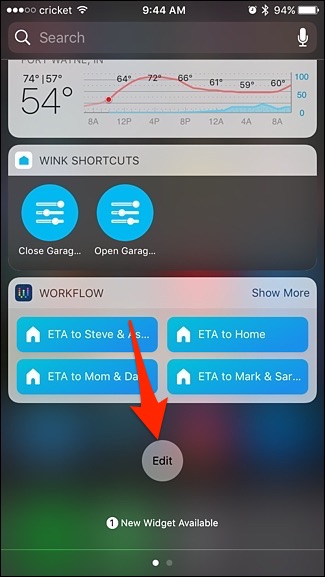 cricket 9:44 AM 94%
Search
FORT WAYNE, IN
74° | 57°
54°
64° 72° 66° 61° 59° 60°
100
50
0
8A 12P 4P 8P 12A 4A 8A
WINK SHORTCUTS
Close Garag... Open Garag...
WORKFLOW Show More
ETA to Steve & As... ETA to Home
ETA to Mom & Da ETA to Mark & Sar...
Edit
1 New Widget Available